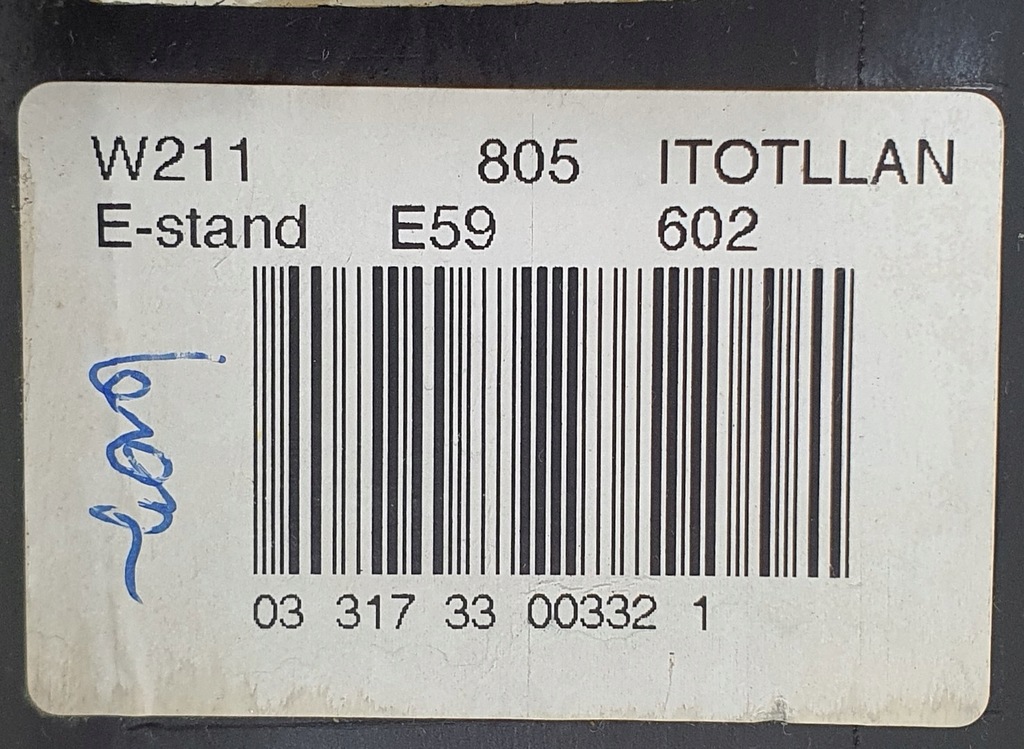 W211 805 ITOTLLAN
E-stand E59 602
03 317 33 00332 1